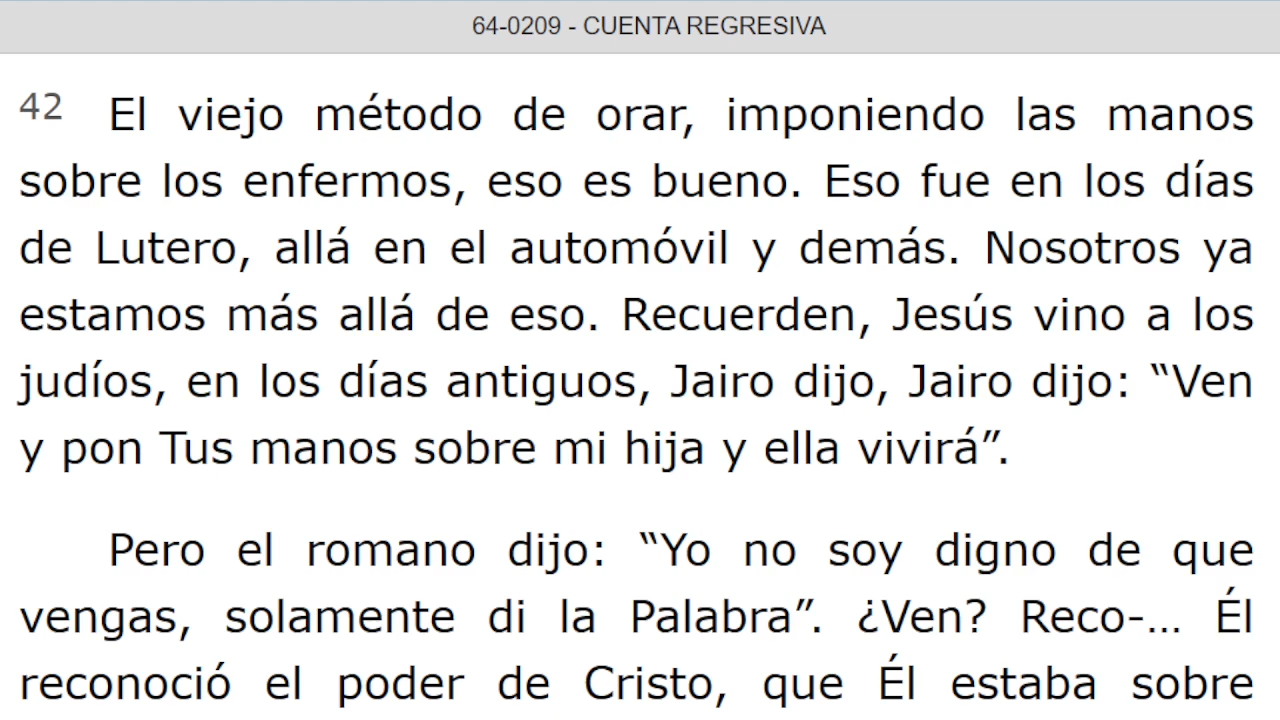 64-0209 - CUENTA REGRESIVA
42 El viejo método de orar, imponiendo las manos
sobre los enfermos, eso es bueno. Eso fue en los días
de Lutero, allá en el automóvil y demás. Nosotros ya
estamos más allá de eso. Recuerden, Jesús vino a los
judíos, en los días antiguos, Jairo dijo, Jairo dijo: “Ven
y pon Tus manos sobre mi hija y ella vivirá”.
Pero el romano dijo: “Yo no soy digno de que
vengas, solamente di la Palabra”. ¿Ven? Reco-... Él
reconoció el poder de Cristo, que Él estaba sobre